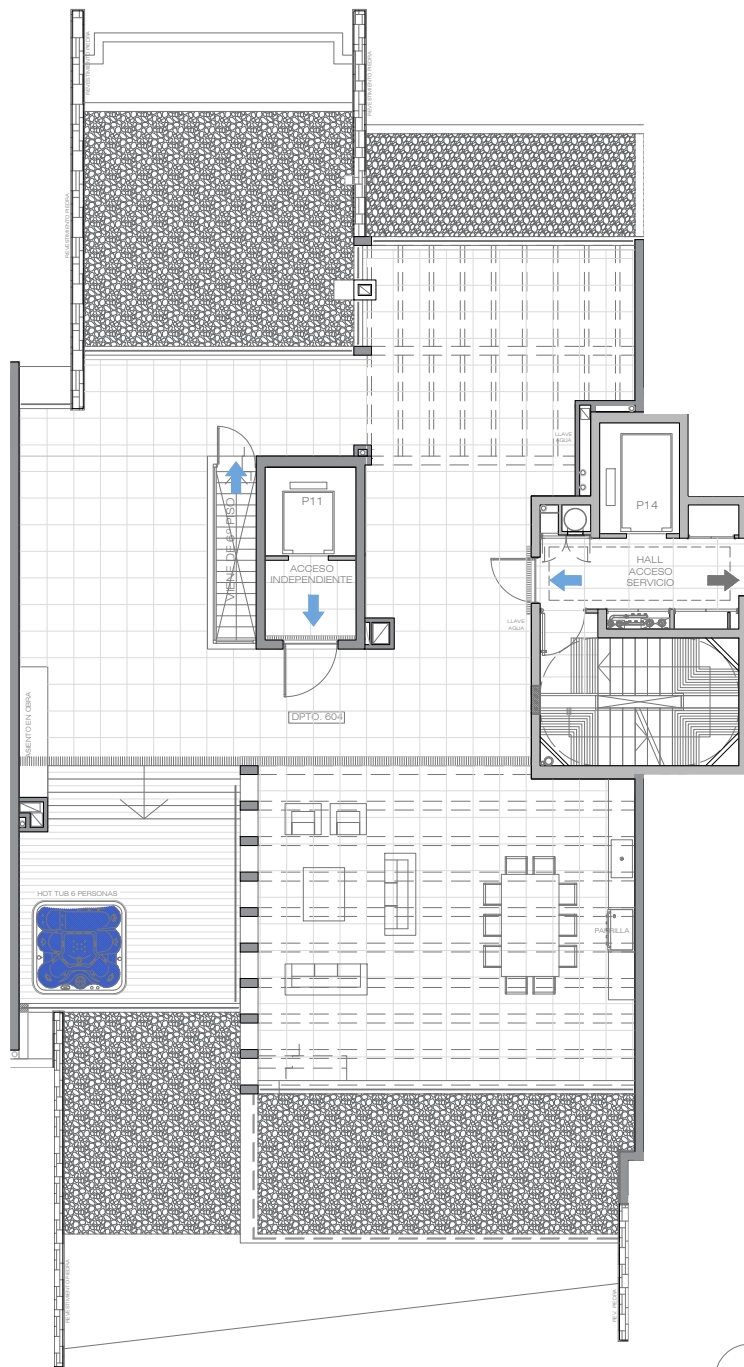 REVESTIMIENTO PIEDRA
REVESTIMIENTO PIEDRA
REVESTIMIENTO PIEDRA
LLAVE
AGUA
P11
P14
VIENE DE 6º PISO
ACCESO
INDEPENDIENTE
HALL
ACCESO
SERVICIO
LLAVE
AGUA
ASIENTO EN OBRA
DPTO. 604
HOT TUB 6 PERSONAS
PARRILLA
REVESTIMIENTO PIEDRA
REV. PIEDRA